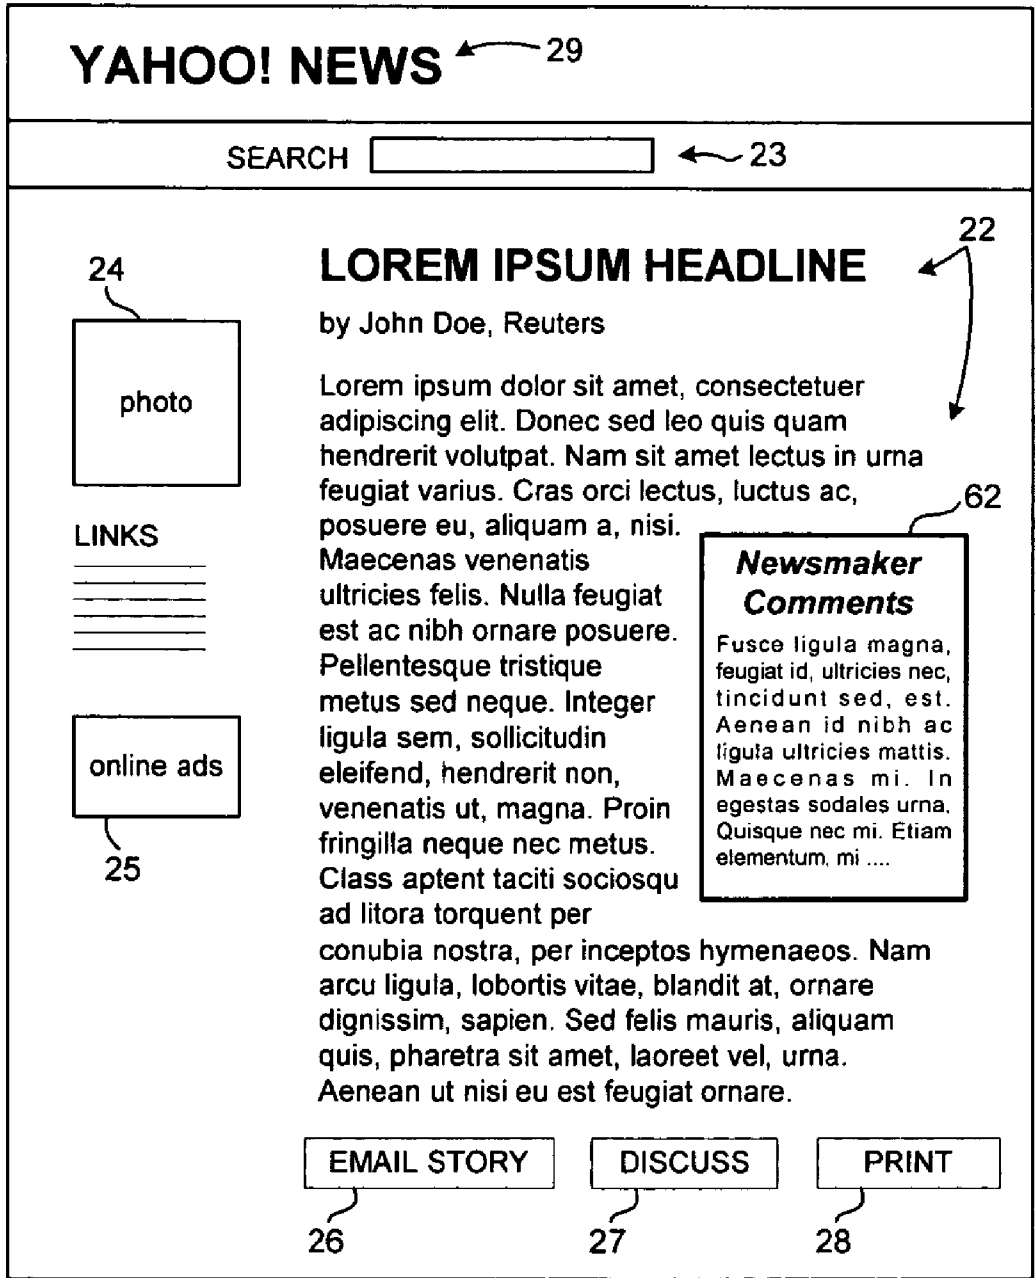 YAHOO! NEWS
29
SEARCH
23
22
24
photo
LINKS
online ads
25
LOREM IPSUM HEADLINE
by John Doe, Reuters
Lorem ipsum dolor sit amet, consectetuer
adipiscing elit. Donec sed leo quis quam
hendrerit volutpat. Nam sit amet lectus in urna
feugiat varius. Cras orci lectus, luctus ac,
posuere eu, aliquam a, nisi.
Maecenas venenatis
ultricies felis. Nulla feugiat
est ac nibh ornare posuere.
Pellentesque tristique
metus sed neque. Integer
ligula sem, sollicitudin
eleifend, hendrerit non,
venenatis ut, magna. Proin
fringilla neque nec metus.
Class aptent taciti sociosqu
ad litora torquent per
conubia nostra, per inceptos hymenaeos. Nam
arcu ligula, lobortis vitae, blandit at, ornare
dignissim, sapien. Sed felis mauris, aliquam
quis, pharetra sit amet, laoreet vel, urna.
Aenean ut nisi eu est feugiat ornare.
62
Newsmaker
Comments
Fusce ligula magna,
feugiat id, ultricies nec,
tincidunt sed, est.
Aenean id nibh ac
ligula ultricies mattis.
Maecenas mi. In
egestas sodales urna.
Quisque nec mi. Etiam
elementum, mi ....
EMAIL STORY
DISCUSS
PRINT
26
27
28